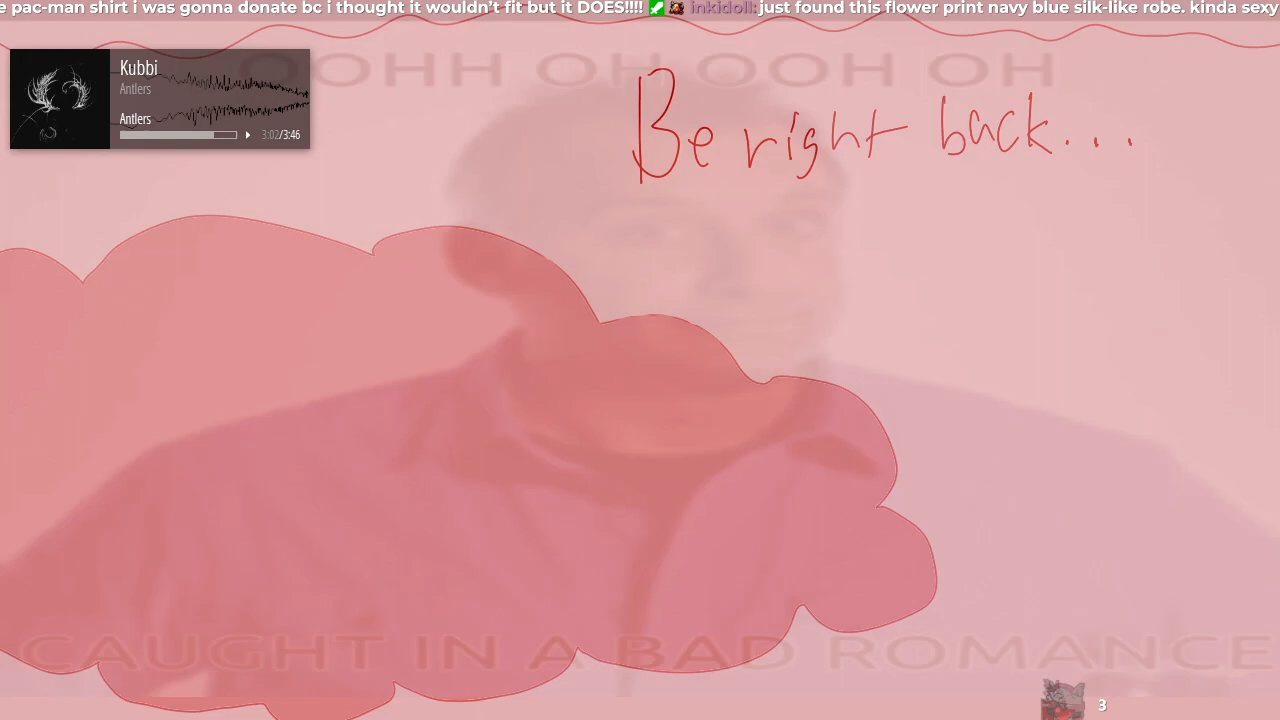 e pac-man shirt i was gonna donate bc i thought it wouldn't fit but it DOES!!!! inkidoll: just found this flower print navy blue silk-like robe. kinda sexy
Kubbi
Antlers
Antlers
3:02/3:46
OOHH OH OOH OH
Be right back...
CAUGHT IN A BAD ROMANCE
3